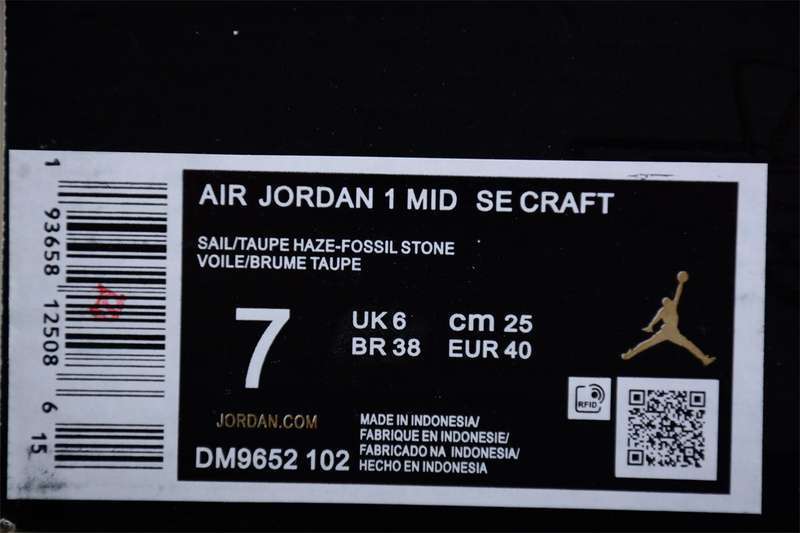 AIR JORDAN 1 MID SE CRAFT
SAIL/TAUPE HAZE-FOSSIL STONE
VOILE/BRUME TAUPE
7
UK 6 cm 25
BR 38 EUR 40
JORDAN.COM
DM9652 102
MADE IN INDONESIA/
FABRIQUE EN INDONESIE/
FABRICADO NA INDONESIA/
HECHO EN INDONESIA
RFID
1 93658 12508 6 15